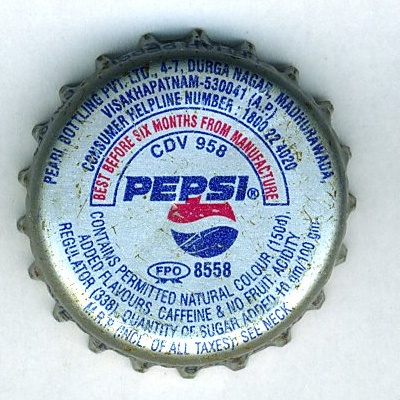 PEARL BOTTLING PVT. LTD., 4-7, DURGA NAGAR, MADHURAWADA
VISAKHAPATNAM-530041 (A.P.)
CONSUMER HELPLINE NUMBER : 1800 22 4020
BEST BEFORE SIX MONTHS FROM MANUFACTURE
CDV 958
PEPSI®
FPO 8558
CONTAINS PERMITTED NATURAL COLOUR (150d)
ADDED FLAVOURS, CAFFEINE & NO FRUIT. ACIDITY
REGULATOR (338). QUANTITY OF SUGAR ADDED 10 gm/100 gm.
M.R.P. (INCL. OF ALL TAXES): SEE NECK